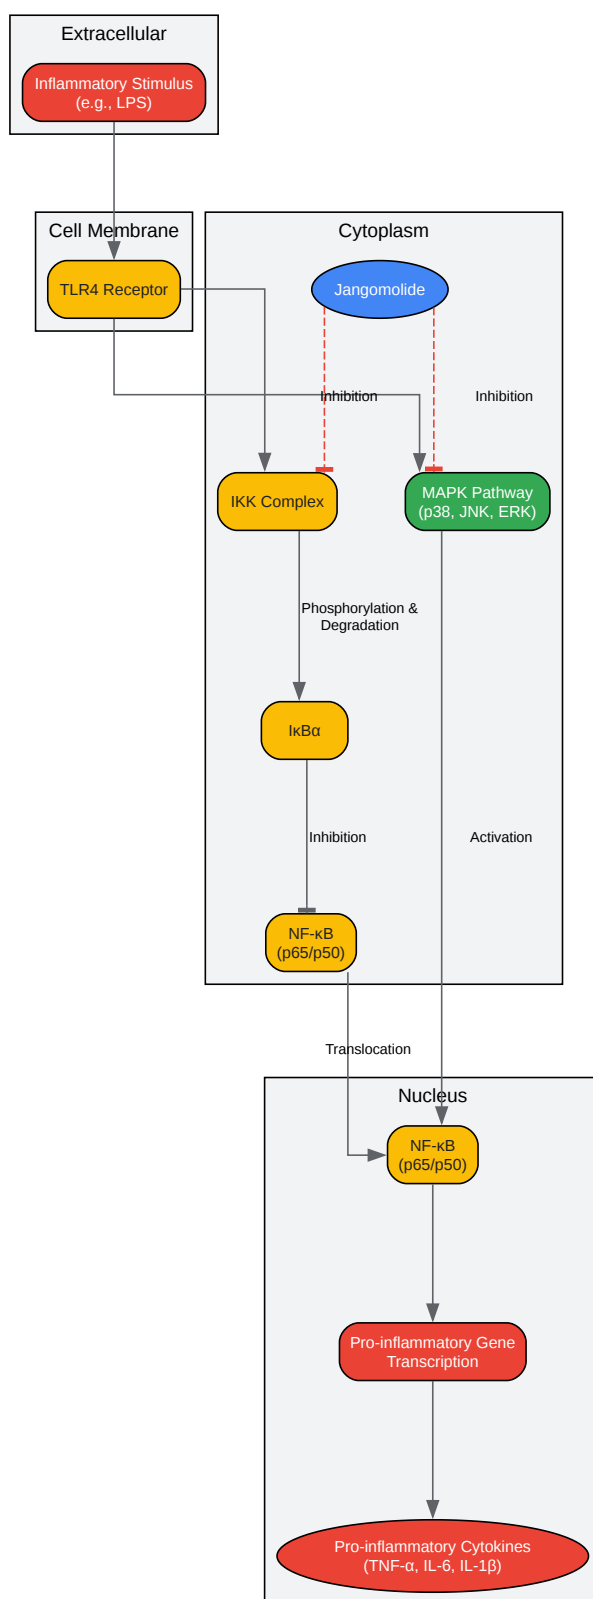 Extracellular
Inflammatory Stimulus
(e.g., LPS)
Cell Membrane
TLR4 Receptor
Cytoplasm
Jangomolide
Inhibition
Inhibition
IKK Complex
MAPK Pathway
(p38, JNK, ERK)
Phosphorylation &
Degradation
IκBα
Inhibition
Activation
NF-κB
(p65/p50)
Translocation
Nucleus
NF-κB
(p65/p50)
Pro-inflammatory Gene
Transcription
Pro-inflammatory Cytokines
(TNF-α, IL-6, IL-1β)